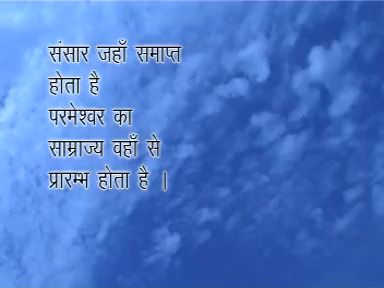 संसार जहाँ समाप्त
होता है
परमेश्वर का
साम्राज्य वहाँ से
प्रारम्भ होता है ।